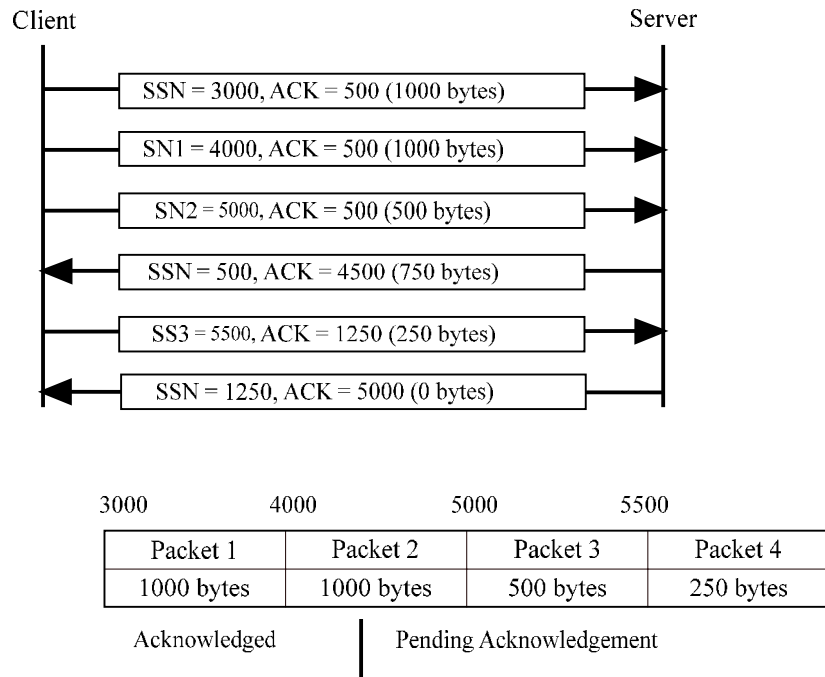 Client Server
SSN = 3000, ACK = 500 (1000 bytes)
SN1 = 4000, ACK = 500 (1000 bytes)
SN2 = 5000, ACK = 500 (500 bytes)
SSN = 500, ACK = 4500 (750 bytes)
SS3 = 5500, ACK = 1250 (250 bytes)
SSN = 1250, ACK = 5000 (0 bytes)
3000 4000 5000 5500
Packet 1 Packet 2 Packet 3 Packet 4
1000 bytes 1000 bytes 500 bytes 250 bytes
Acknowledged Pending Acknowledgement